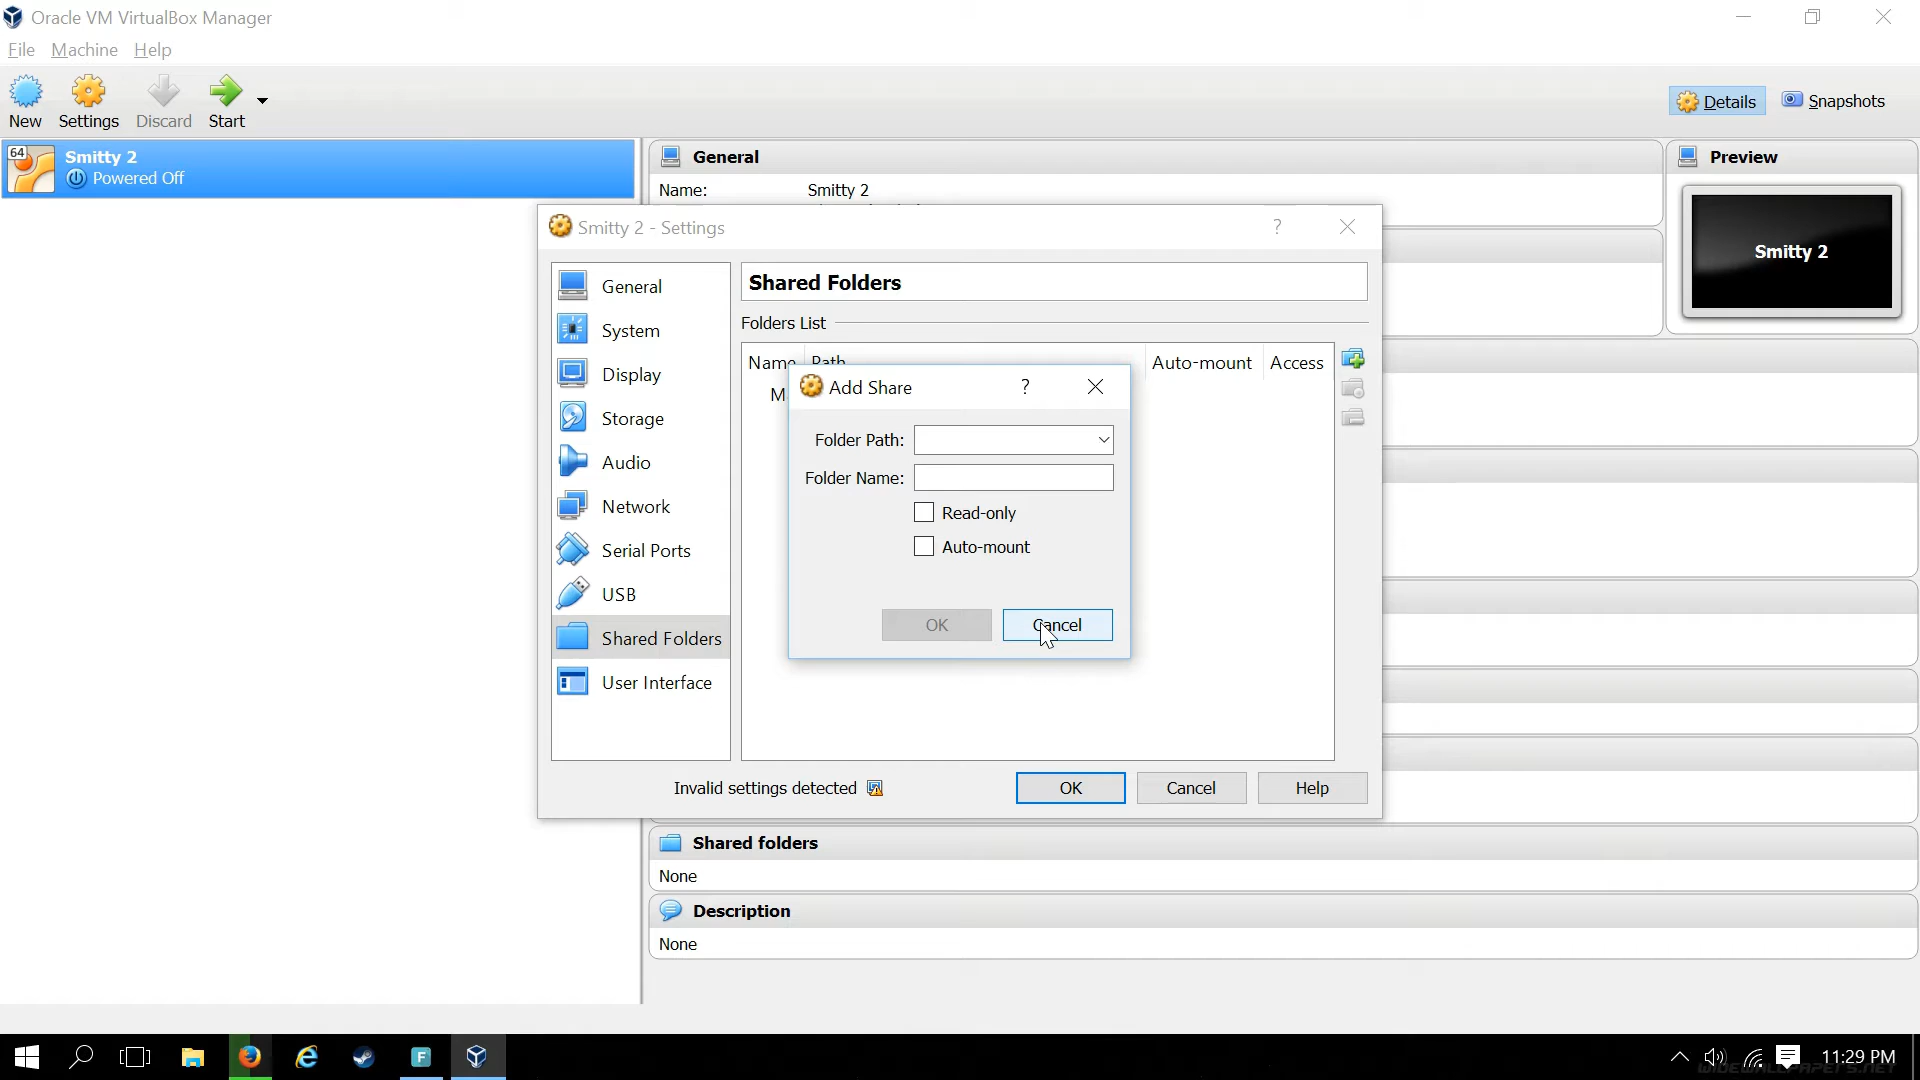 Oracle VM VirtualBox Manager
File Machine Help
New Settings Discard Start
Details Snapshots
64
Smitty 2
Powered Off
General
Name: Smitty 2
Preview
Smitty 2
Smitty 2 - Settings
?
General
System
Display
Storage
Audio
Network
Serial Ports
USB
Shared Folders
User Interface
Shared Folders
Folders List
Name Path Auto-mount Access
Add Share
?
Folder Path:
Folder Name:
Read-only
Auto-mount
OK Cancel
Invalid settings detected
OK Cancel Help
Shared folders
None
Description
None
11:29 PM